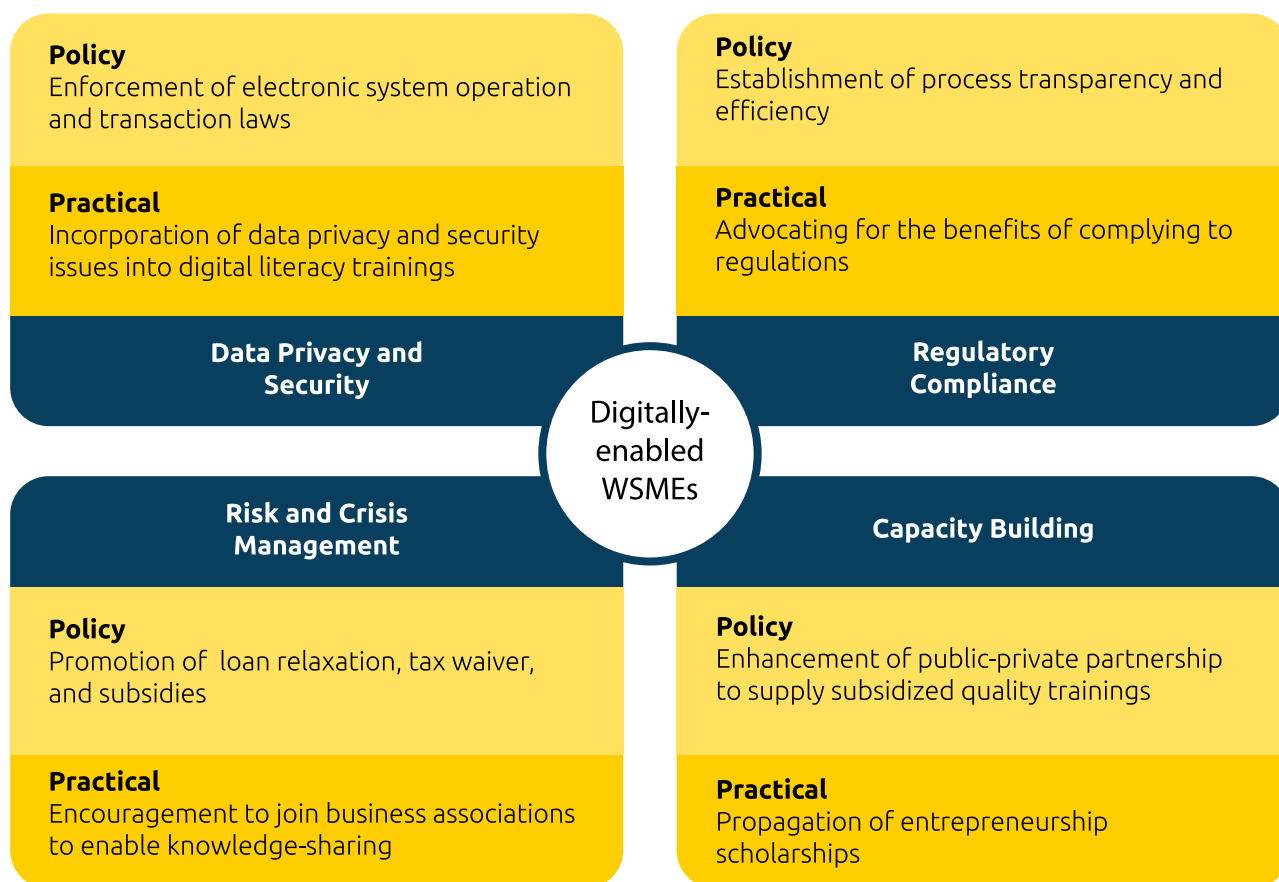 Policy
Enforcement of electronic system operation
and transaction laws
Practical
Incorporation of data privacy and security
issues into digital literacy trainings
Data Privacy and
Security
Policy
Establishment of process transparency and
efficiency
Practical
Advocating for the benefits of complying to
regulations
Regulatory
Compliance
Digitally-
enabled
WSMEs
Risk and Crisis
Management
Policy
Promotion of loan relaxation, tax waiver,
and subsidies
Practical
Encouragement to join business associations
to enable knowledge-sharing
Capacity Building
Policy
Enhancement of public-private partnership
to supply subsidized quality trainings
Practical
Propagation of entrepreneurship
scholarships